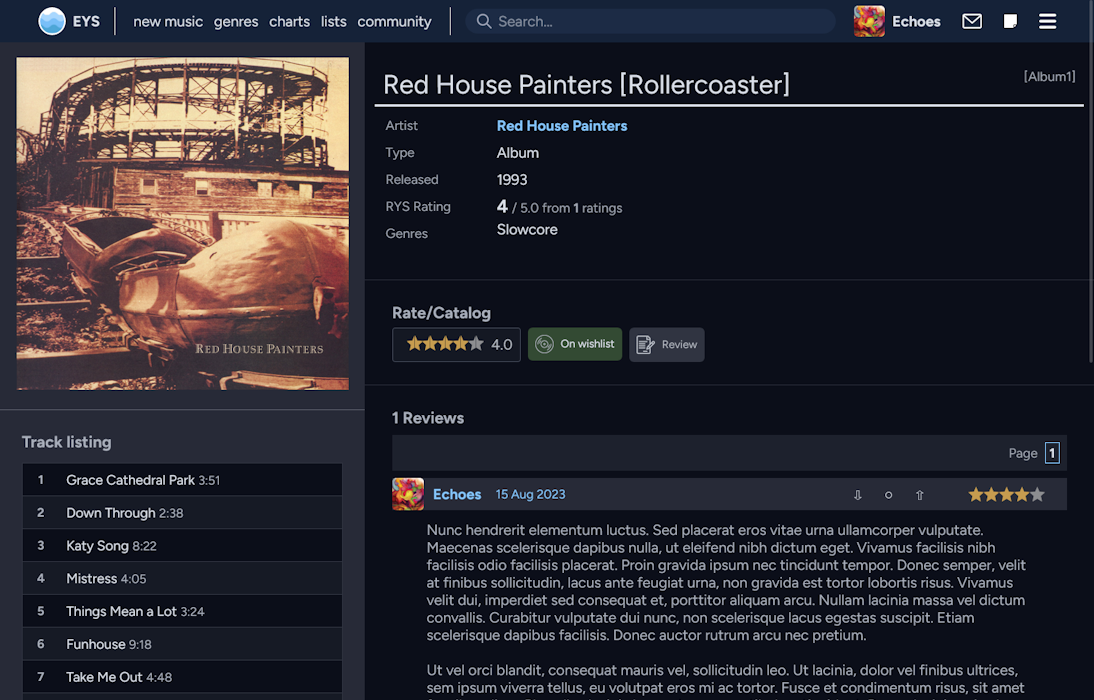 EYS
new music genres charts lists community
Search...
Echoes
RED HOUSE PAINTERS
Red House Painters [Rollercoaster]
[Album1]
Artist Red House Painters
Type Album
Released 1993
RYS Rating 4 / 5.0 from 1 ratings
Genres Slowcore
Rate/Catalog
4.0 On wishlist Review
1 Reviews
Page 1
Echoes 15 Aug 2023
Nunc hendrerit elementum luctus. Sed placerat eros vitae urna ullamcorper vulputate.
Maecenas scelerisque dapibus nulla, ut eleifend nibh dictum eget. Vivamus facilisis nibh
facilisis odio facilisis placerat. Proin gravida ipsum nec tincidunt tempor. Donec semper, velit
at finibus sollicitudin, lacus ante feugiat urna, non gravida est tortor lobortis risus. Vivamus
velit dui, imperdiet sed consequat et, porttitor aliquam arcu. Nullam lacinia massa vel dictum
convallis. Curabitur vulputate dui nunc, non scelerisque lacus egestas suscipit. Etiam
scelerisque dapibus facilisis. Donec auctor rutrum arcu nec pretium.
Ut vel orci blandit, consequat mauris vel, sollicitudin leo. Ut lacinia, dolor vel finibus ultrices,
sem ipsum viverra tellus, eu volutpat eros mi ac tortor. Fusce et condimentum risus, sit amet
Track listing
1 Grace Cathedral Park 3:51
2 Down Through 2:38
3 Katy Song 8:22
4 Mistress 4:05
5 Things Mean a Lot 3:24
6 Funhouse 9:18
7 Take Me Out 4:48